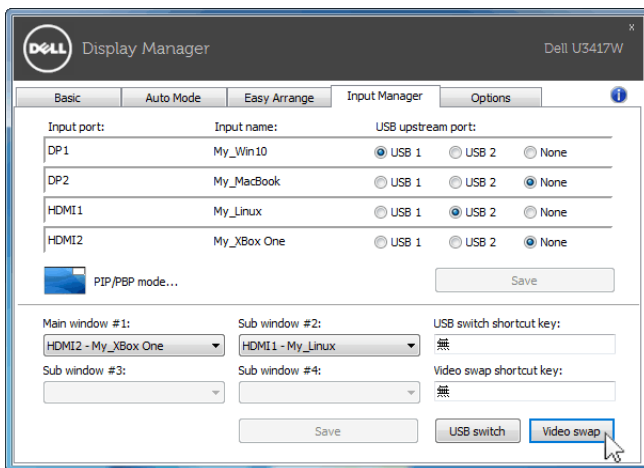 DELL Display Manager Dell U3417W
x
Basic Auto Mode Easy Arrange Input Manager Options i
Input port: Input name: USB upstream port:
DP1 My_Win10 USB 1 USB 2 None
DP2 My_MacBook USB 1 USB 2 None
HDMI1 My_Linux USB 1 USB 2 None
HDMI2 My_XBox One USB 1 USB 2 None
PIP/PBP mode... Save
Main window #1: Sub window #2: USB switch shortcut key:
HDMI2 - My_XBox One HDMI1 - My_Linux 無
Sub window #3: Sub window #4: Video swap shortcut key:
無
Save USB switch Video swap